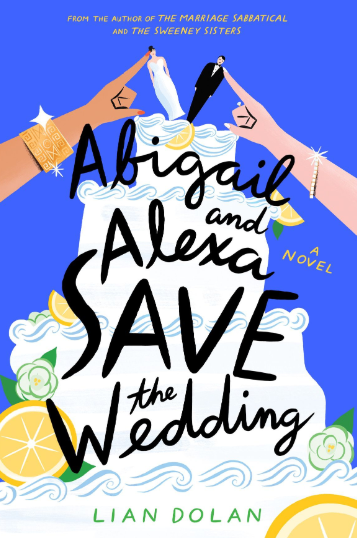 FROM THE AUTHOR OF THE MARRIAGE SABBATICAL
AND THE SWEENEY SISTERS
Abigail
and
Alexa
A
NOVEL
SAVE
the
Wedding
LIAN DOLAN